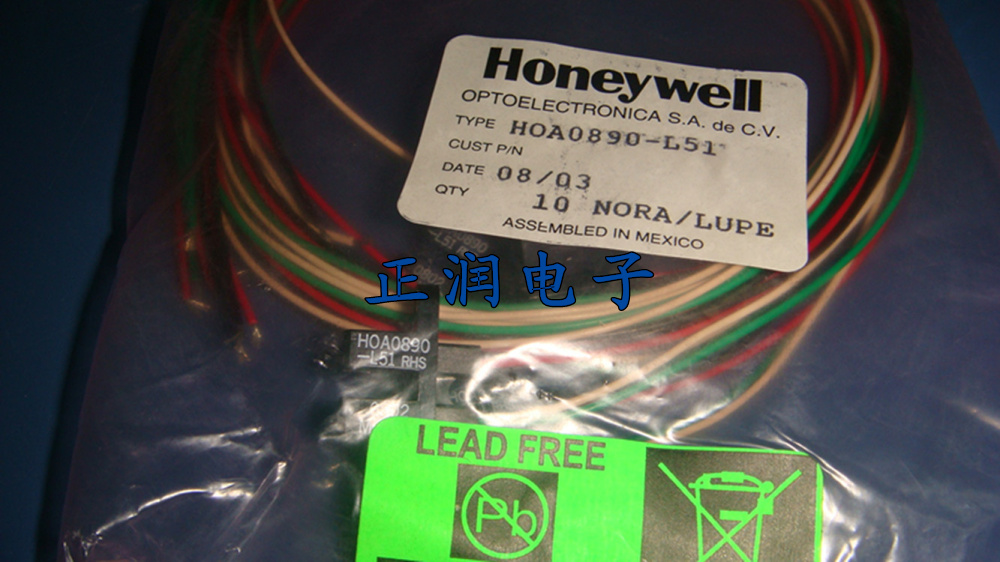 Honeywell
OPTOELECTRONICA S.A. de C.V.
TYPE HOA0890-L51
CUST P/N
DATE 08/03
QTY 10 NORA/LUPE
ASSEMBLED IN MEXICO
-L51
正润电子
HOA0890
-L51 RHS
LEAD FREE
Pb